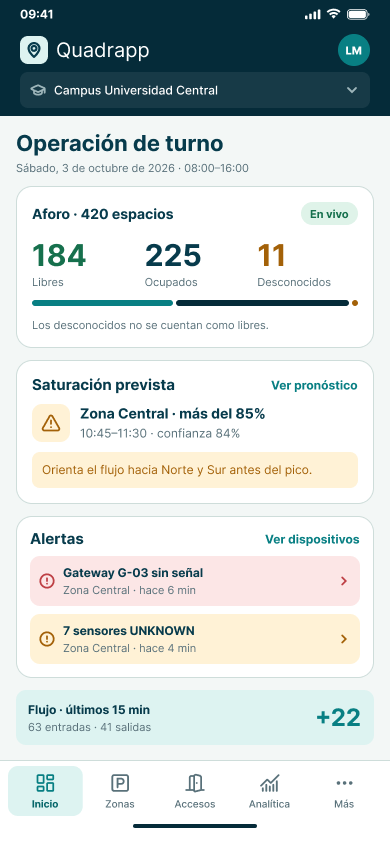 09:41
Quadrapp
LM
Campus Universidad Central
Operación de turno
Sábado, 3 de octubre de 2026 · 08:00–16:00
Aforo · 420 espacios
En vivo
184
225
11
Libres
Ocupados
Desconocidos
Los desconocidos no se cuentan como libres.
Saturación prevista
Ver pronóstico
Zona Central · más del 85%
10:45–11:30 · confianza 84%
Orienta el flujo hacia Norte y Sur antes del pico.
Alertas
Ver dispositivos
Gateway G-03 sin señal
Zona Central · hace 6 min
7 sensores UNKNOWN
Zona Central · hace 4 min
Flujo · últimos 15 min
63 entradas · 41 salidas
+22
Inicio
Zonas
Accesos
Analítica
Más